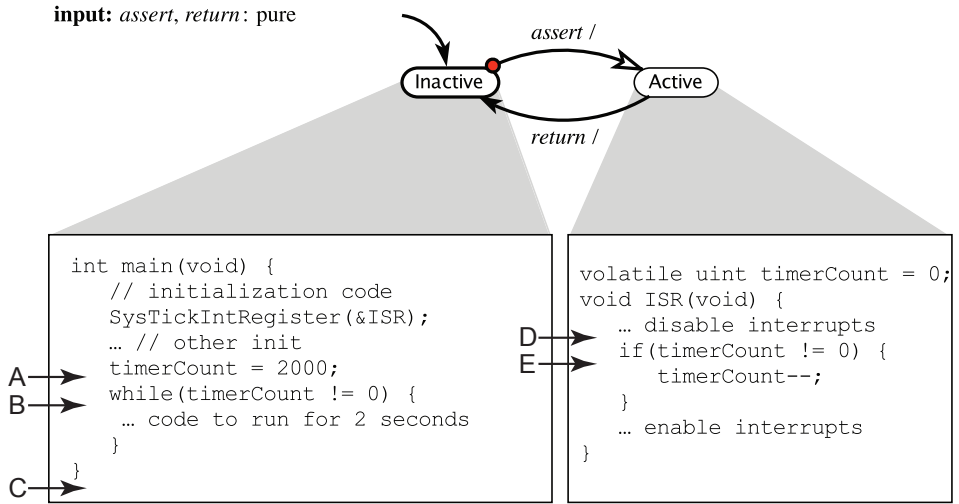 input: assert, return: pure
assert /
Inactive
Active
return /
int main(void) {
// initialization code
SysTickIntRegister(&ISR);
… // other init
A
timerCount = 2000;
B
while(timerCount != 0) {
… code to run for 2 seconds
}
}
C
volatile uint timerCount = 0;
void ISR(void) {
… disable interrupts
D
if(timerCount != 0) {
E
timerCount--;
}
… enable interrupts
}